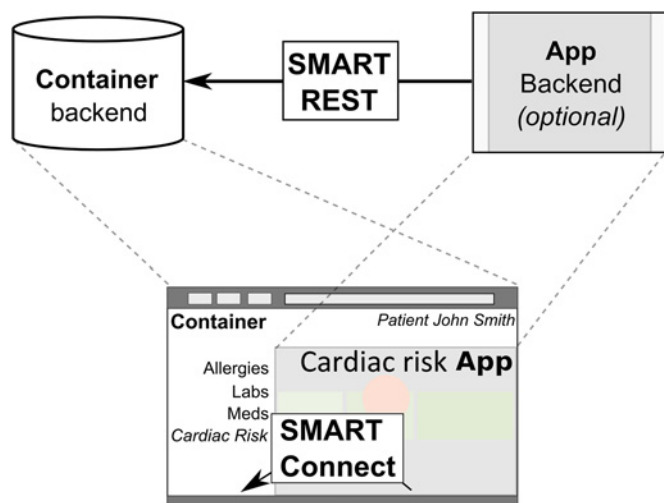 Container
backend
SMART
REST
App
Backend
(optional)
Container
Patient John Smith
Cardiac risk App
Allergies
Labs
Meds
Cardiac Risk
SMART
Connect